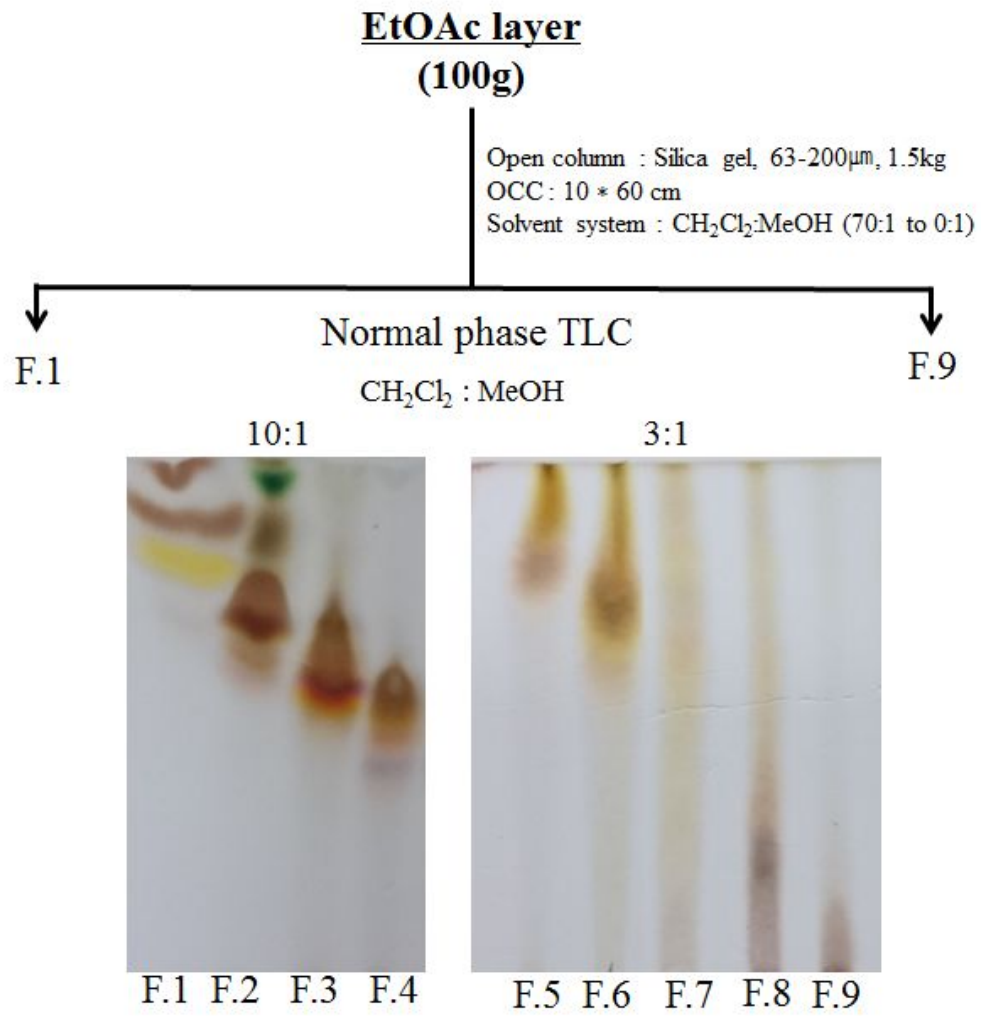 EtOAc layer
(100g)
Open column : Silica gel, 63-200㎛, 1.5kg
OCC : 10 * 60 cm
Solvent system : CH₂Cl₂:MeOH (70:1 to 0:1)
F.1
Normal phase TLC
F.9
CH₂Cl₂ : MeOH
10:1
3:1
F.1 F.2 F.3 F.4
F.5 F.6 F.7 F.8 F.9